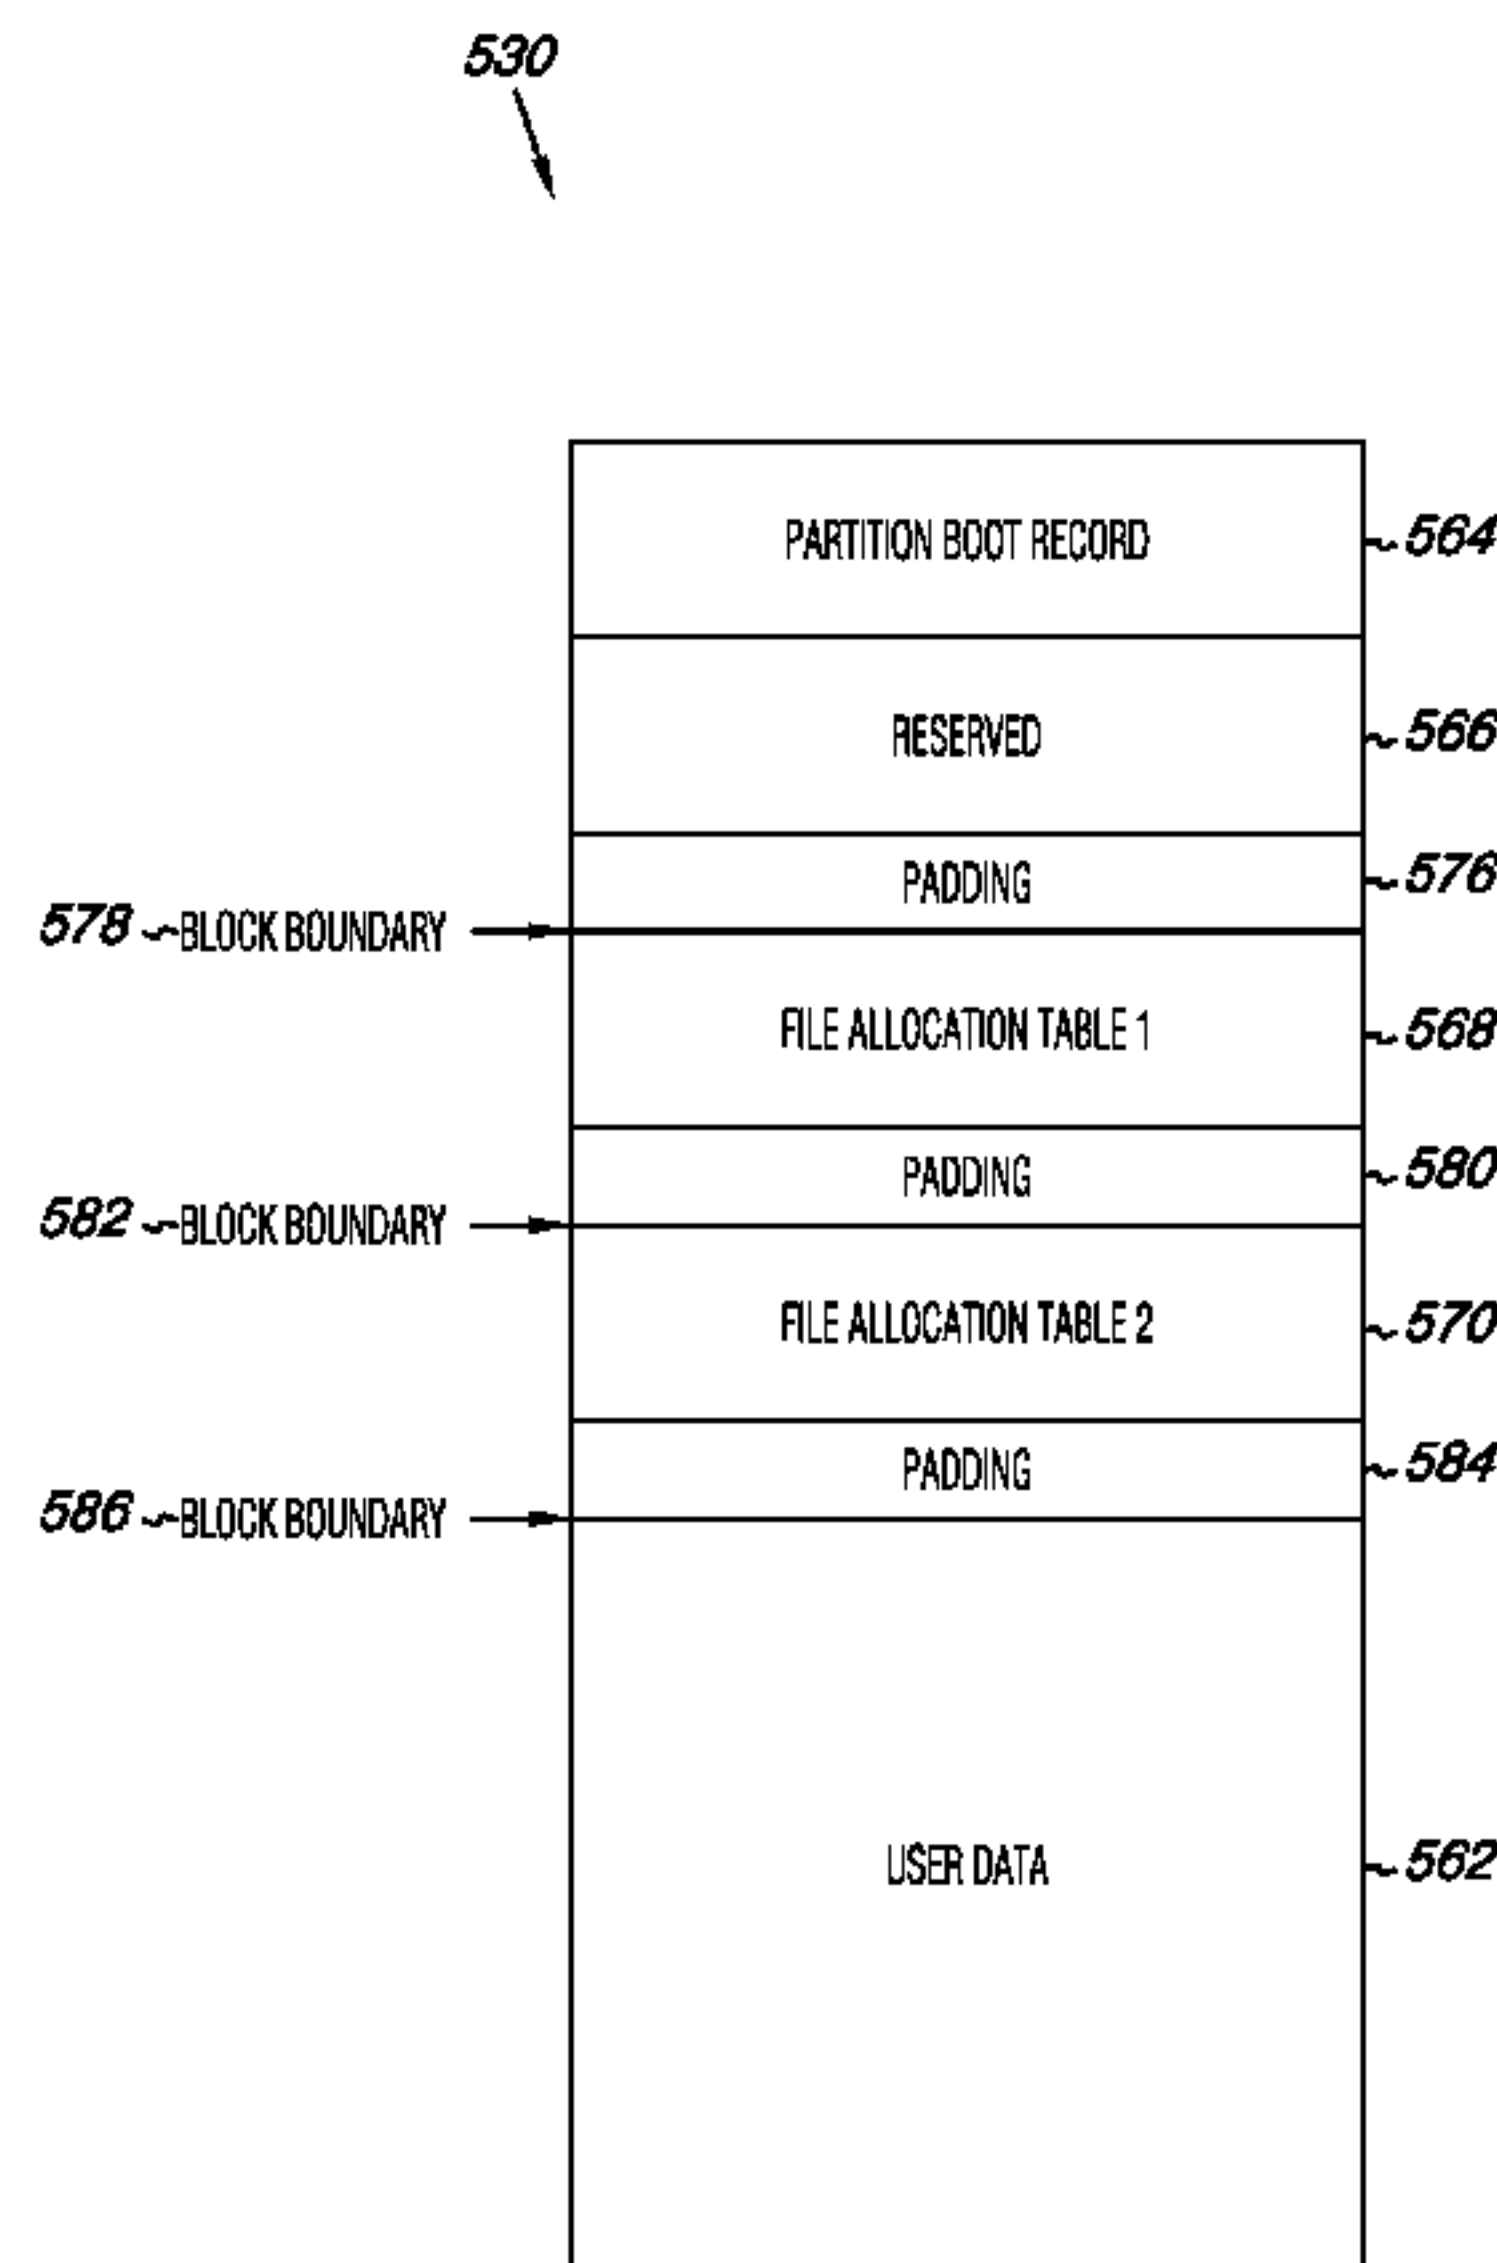 530
PARTITION BOOT RECORD 564
RESERVED 566
PADDING 576
578 BLOCK BOUNDARY
FILE ALLOCATION TABLE 1 568
PADDING 580
582 BLOCK BOUNDARY
FILE ALLOCATION TABLE 2 570
PADDING 584
586 BLOCK BOUNDARY
USER DATA 562